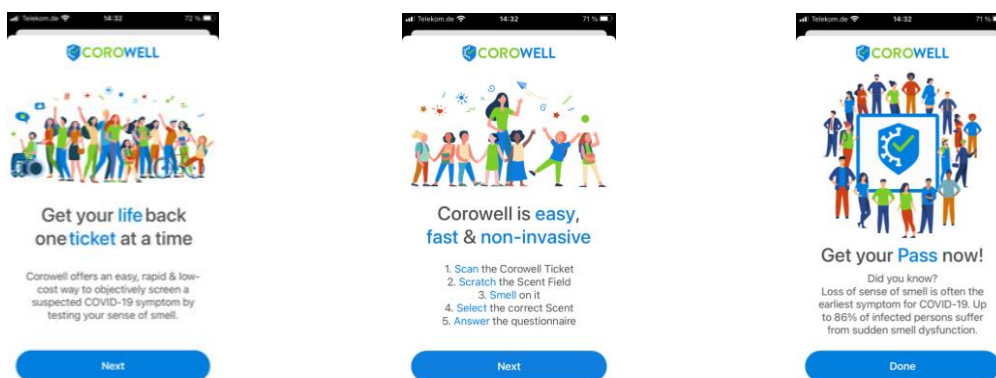 Telekom.de 14:32 72 %
COROWELL
Get your life back
one ticket at a time
Corowell offers an easy, rapid & low-
cost way to objectively screen a
suspected COVID-19 symptom by
testing your sense of smell.
Next
Telekom.de 14:32 71 %
COROWELL
Corowell is easy,
fast & non-invasive
1. Scan the Corowell Ticket
2. Scratch the Scent Field
3. Smell on it
4. Select the correct Scent
5. Answer the questionnaire
Next
Telekom.de 14:32 71 %
COROWELL
Get your Pass now!
Did you know?
Loss of sense of smell is often the
earliest symptom for COVID-19. Up
to 86% of infected persons suffer
from sudden smell dysfunction.
Done